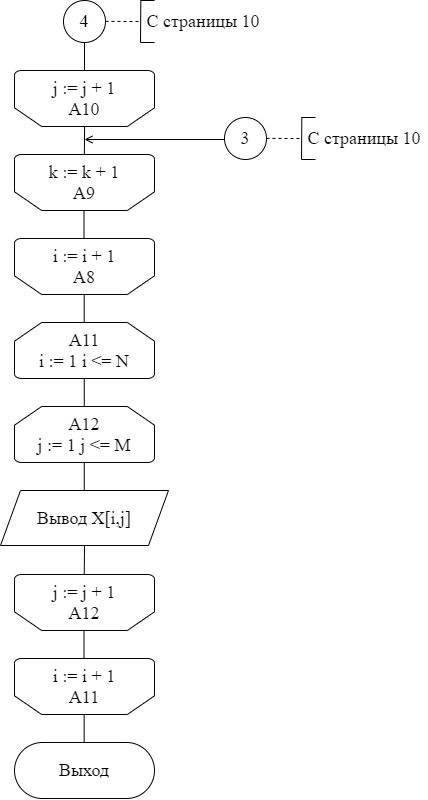 4
С страницы 10
j := j + 1
A10
3
С страницы 10
k := k + 1
A9
i := i + 1
A8
A11
i := 1 i <= N
A12
j := 1 j <= M
Вывод X[i,j]
j := j + 1
A12
i := i + 1
A11
Выход